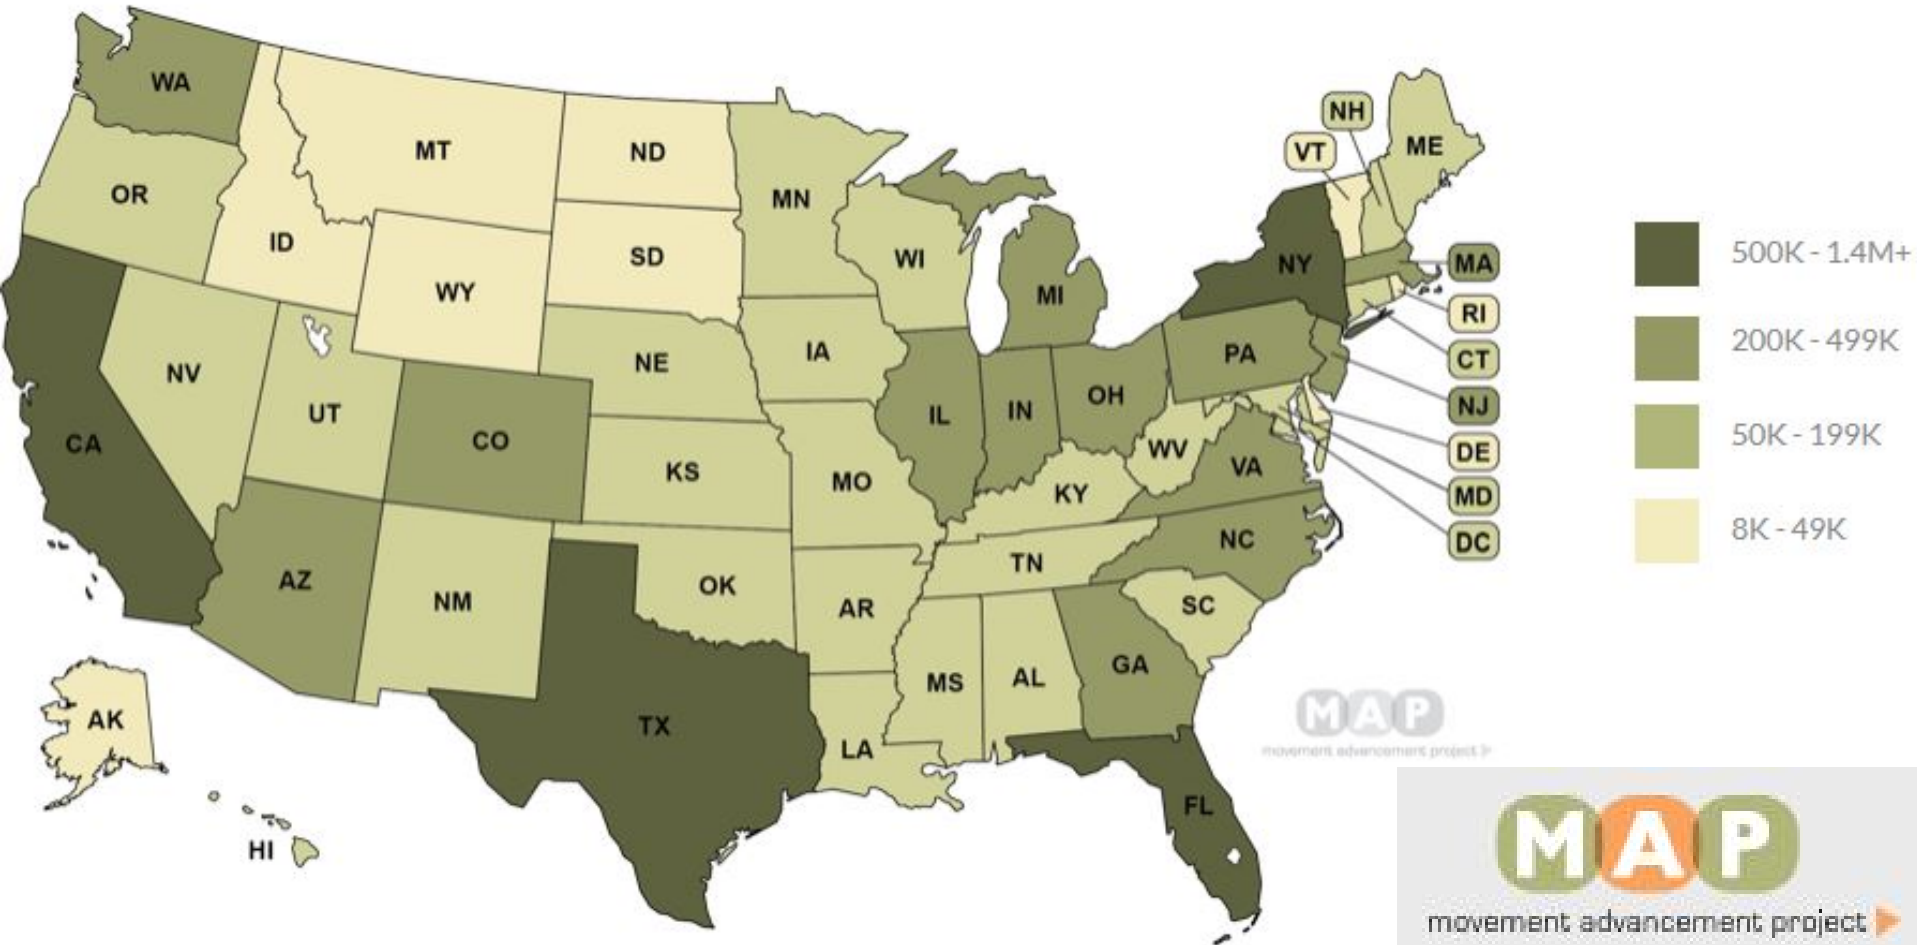 WA
MT
ND
MN
OR
ID
SD
WY
WI
MI
NH
VT
ME
NY
MA
RI
CT
NJ
DE
MD
DC
NV
UT
CO
NE
KS
IA
IL
IN
OH
PA
CA
MO
KY
WV
VA
AZ
NM
OK
AR
TN
NC
SC
MS
AL
GA
TX
LA
FL
AK
HI
500K - 1.4M+
200K - 499K
50K - 199K
8K - 49K
MAP
movement advancement project
MAP
movement advancement project